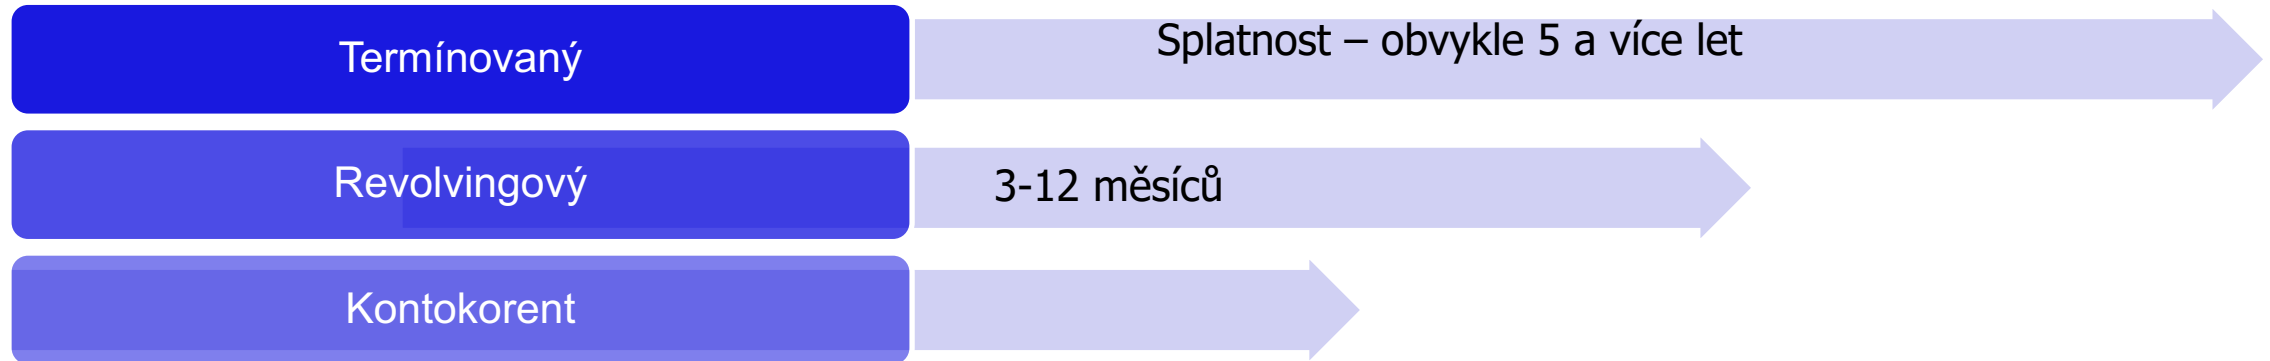 Termínovaný
Splatnost – obvykle 5 a více let
Revolvingový
3-12 měsíců
Kontokorent